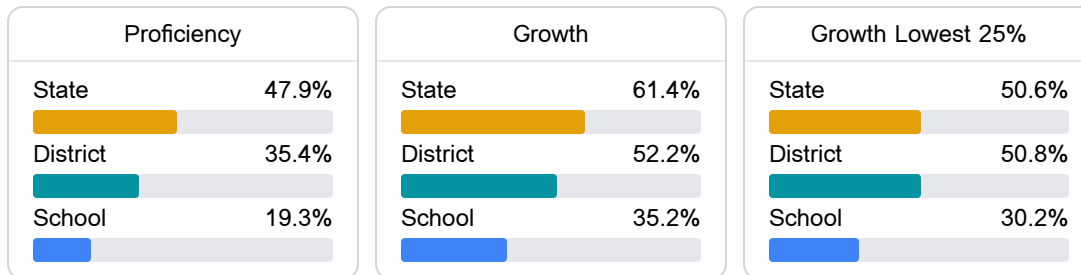 Proficiency
State 47.9%
District 35.4%
School 19.3%
Growth
State 61.4%
District 52.2%
School 35.2%
Growth Lowest 25%
State 50.6%
District 50.8%
School 30.2%